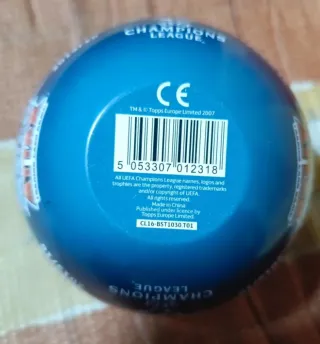 CHAMPIONS
LEAGUE.
CE
TM & © Topps Europe Limited 2007
5 053307 012318
All UEFA Champions League names, logos and
trophies are the property, registered trademarks
and/or copyright of UEFA.
All rights reserved.
Made in China
Published under licence by
Topps Europe Limited.
CL16-BST1030.T01
CHAMPIONS
LEAGUE.